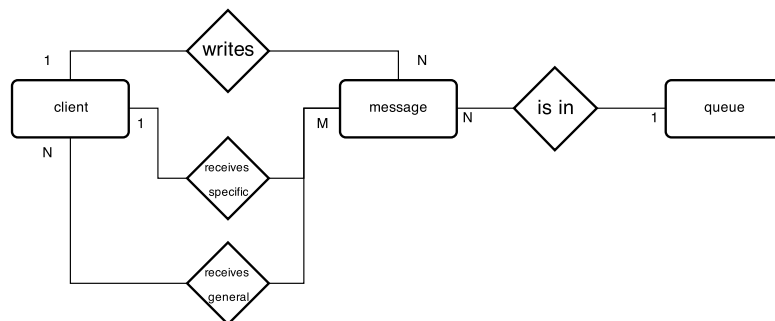 writes
1
N
client
message
is in
queue
1
M
N
1
N
receives
specific
receives
general